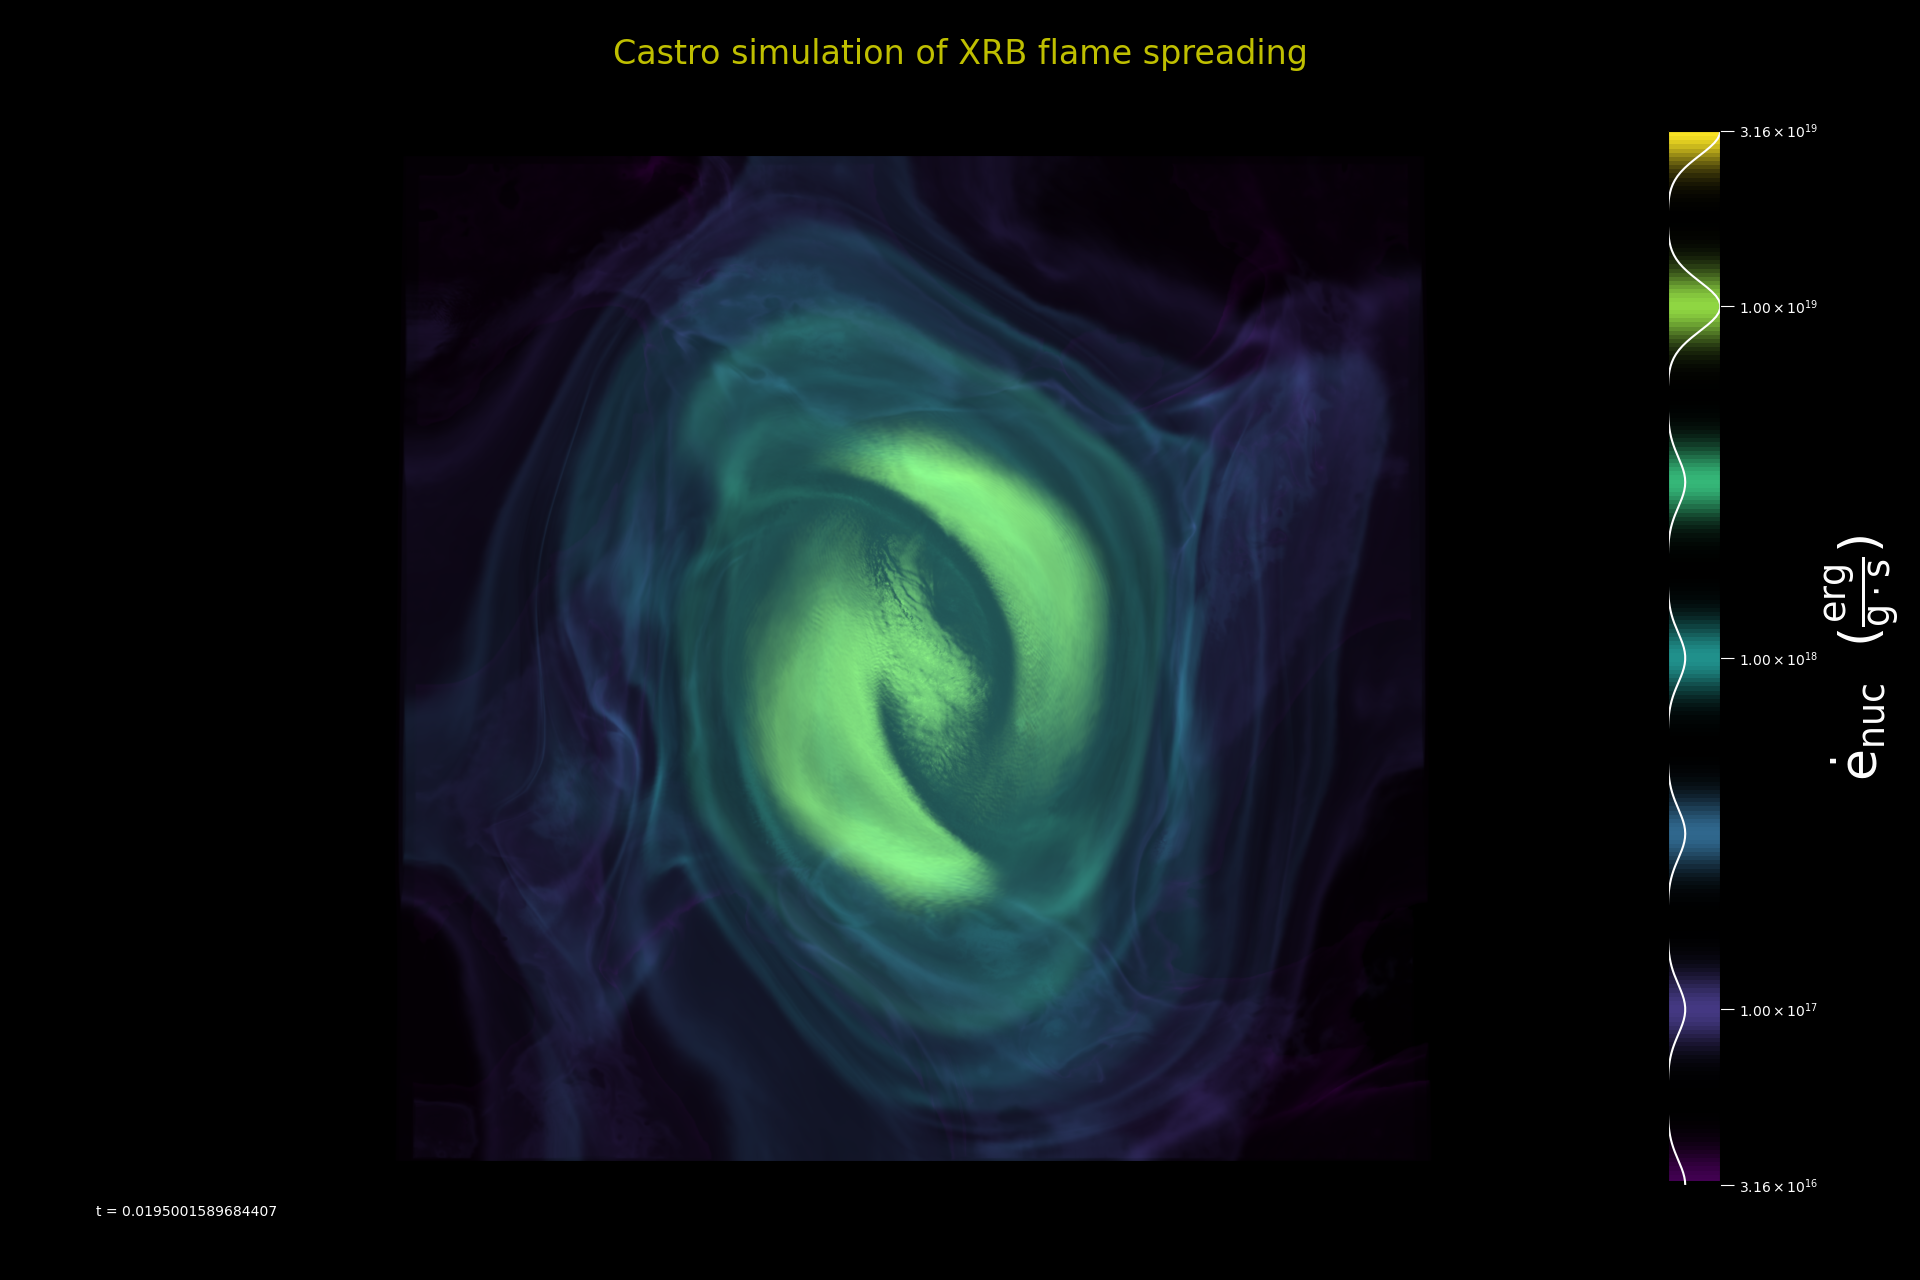 Castro simulation of XRB flame spreading
3.16 × 10¹⁹
1.00 × 10¹⁹
1.00 × 10¹⁸
1.00 × 10¹⁷
3.16 × 10¹⁶
ėnuc (erg/g · s)
t = 0.0195001589684407